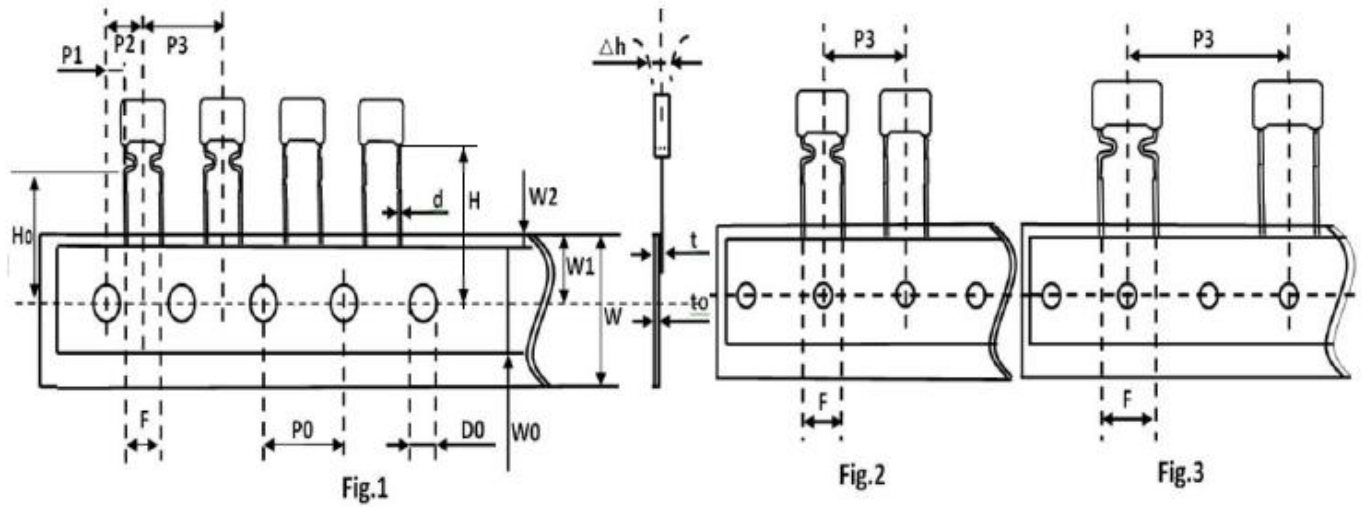 P2 P3
P1
Δh
P3
P3
H0
d
H
W2
W1
W
t
to
F
P0
D0
W0
F
F
Fig.1
Fig.2
Fig.3